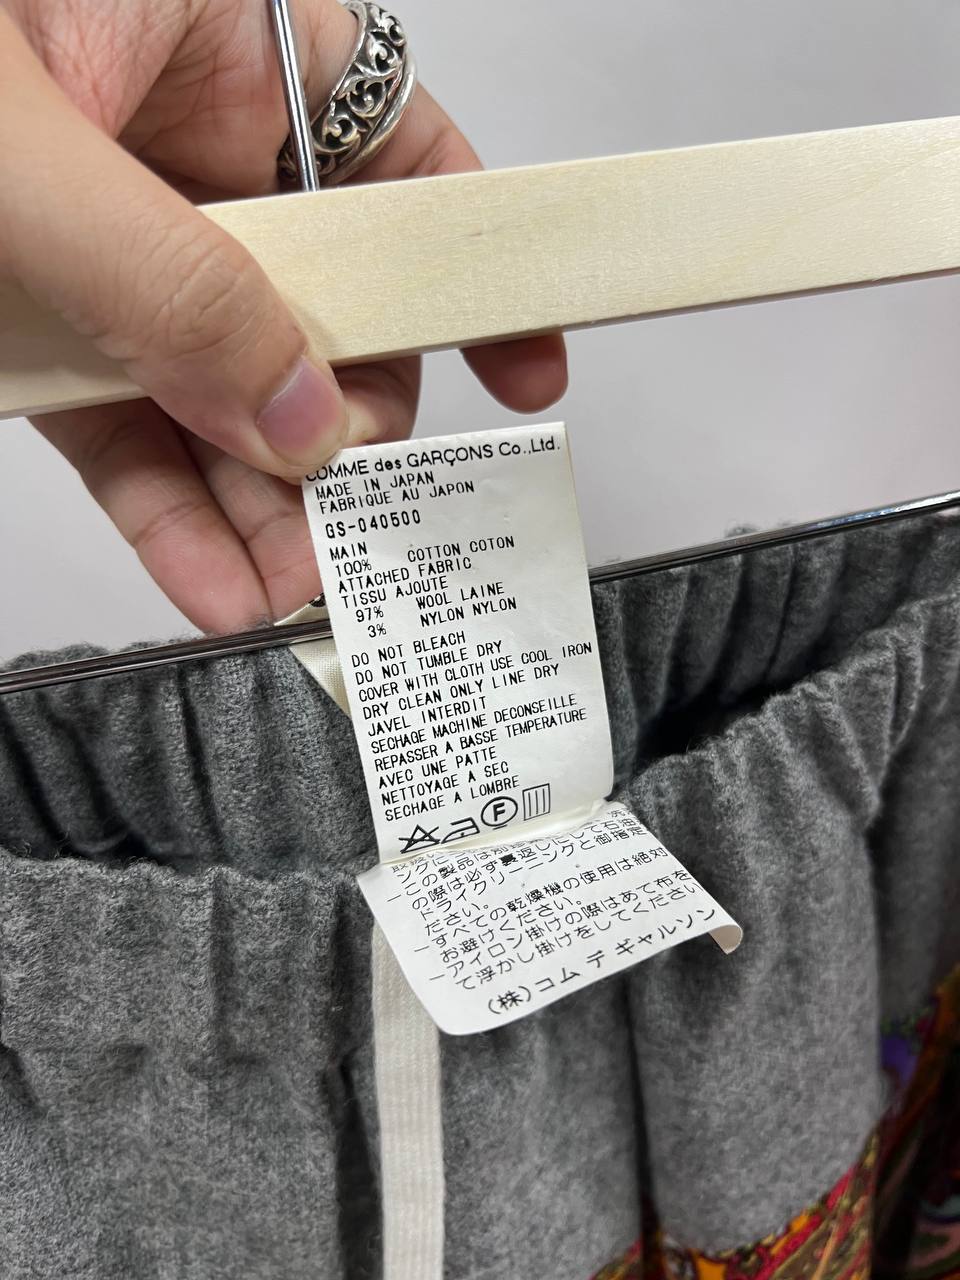 COMME des GARÇONS Co.,Ltd.
MADE IN JAPAN
FABRIQUE AU JAPON
GS-040500
MAIN
100% COTTON COTON
ATTACHED FABRIC
TISSU AJOUTE
97% WOOL LAINE
3% NYLON NYLON
DO NOT BLEACH
DO NOT TUMBLE DRY
COVER WITH CLOTH USE COOL IRON
DRY CLEAN ONLY LINE DRY
JAVEL INTERDIT
SECHAGE MACHINE DECONSEILLE
REPASSER A BASSE TEMPERATURE
AVEC UNE PATTE
NETTOYAGE A SEC
SECHAGE A LOMBRE
F
この製品は
の際は必ず裏返しにして石油
ドライクリーニングと御指定
ださい。
ーすべての乾燥機の使用は絶対
お避けください。
ーアイロン掛けの際はあて布を
て浮かし掛けをしてください
(株)コム デ ギャルソン